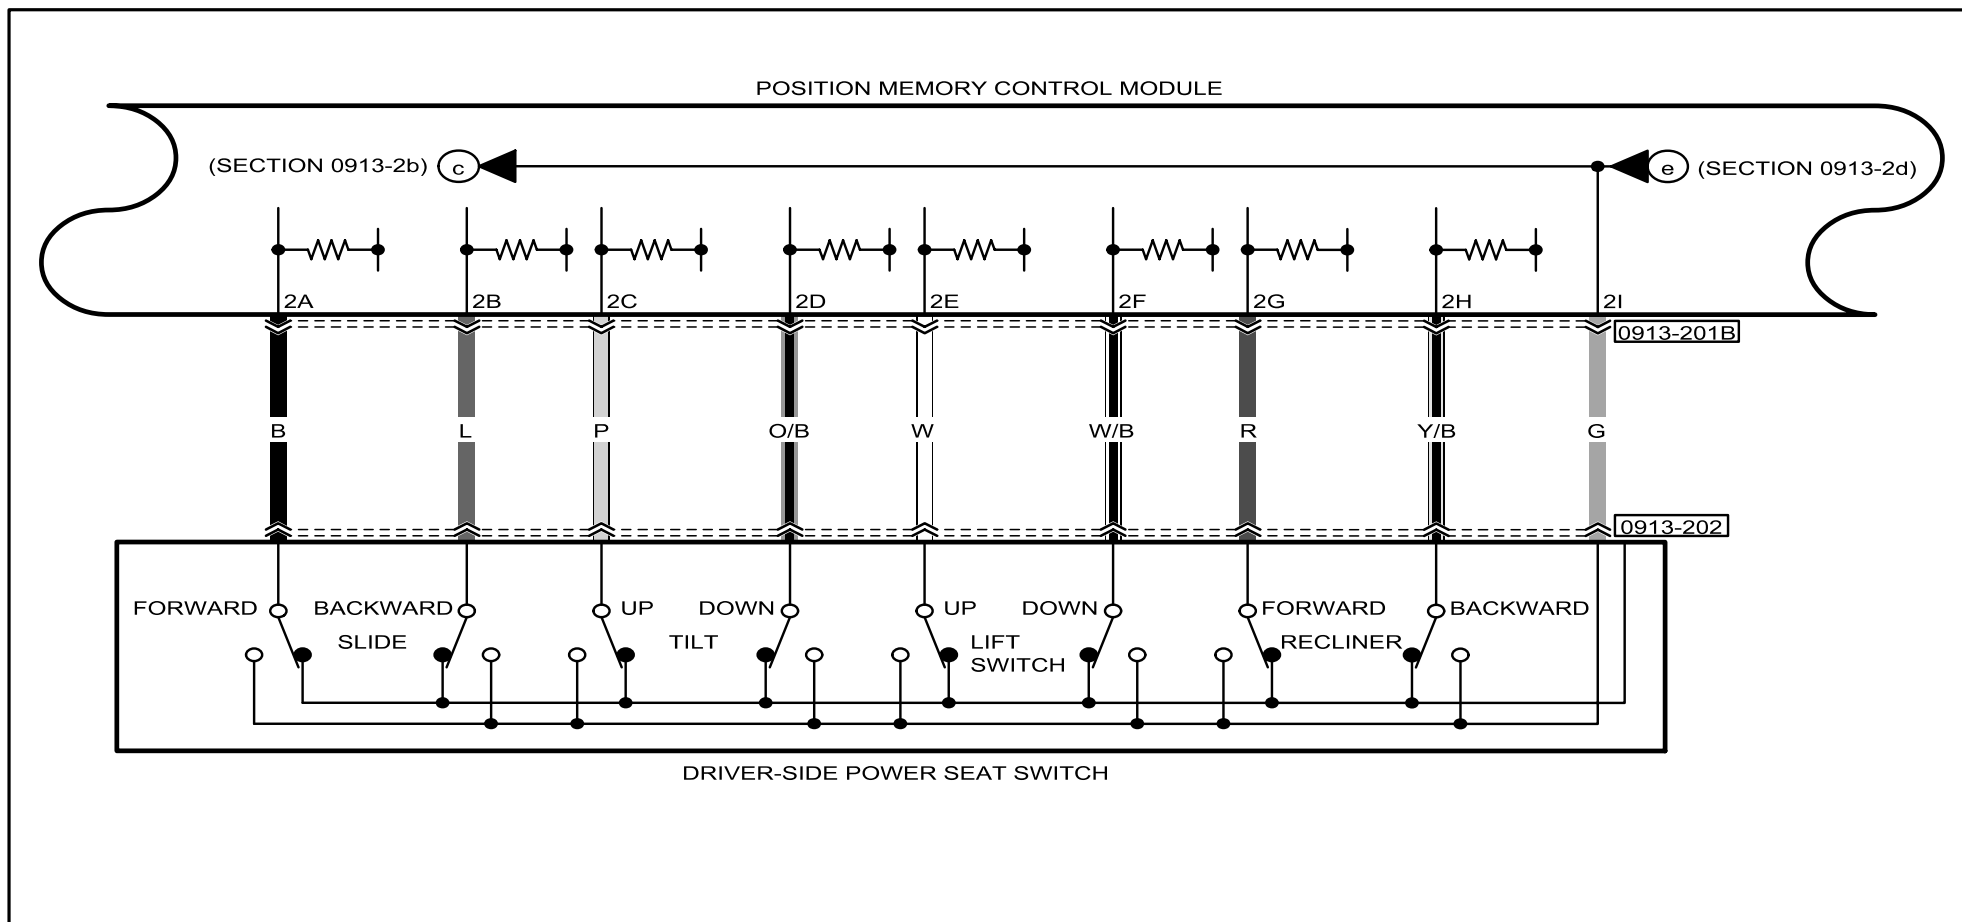 POSITION MEMORY CONTROL MODULE
(SECTION 0913-2b) c e (SECTION 0913-2d)
2A 2B 2C 2D 2E 2F 2G 2H 2I
0913-201B
B L P O/B W W/B R Y/B G
0913-202
FORWARD BACKWARD UP DOWN UP DOWN FORWARD BACKWARD
SLIDE TILT LIFT RECLINER
SWITCH
DRIVER-SIDE POWER SEAT SWITCH